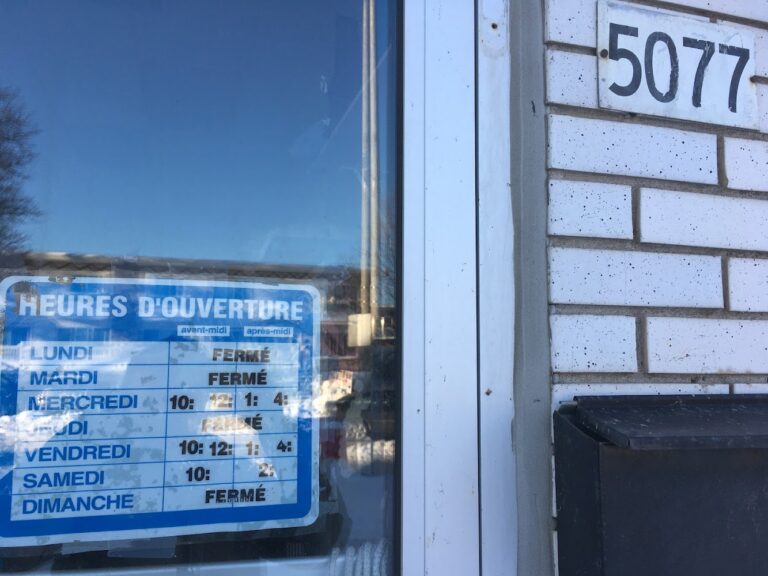 5077
HEURES D'OUVERTURE
avant-midi après-midi
LUNDI FERMÉ
MARDI FERMÉ
MERCREDI 10: 12: 1: 4:
JEUDI FERMÉ
VENDREDI 10: 12: 1: 4:
SAMEDI 10: 2:
DIMANCHE FERMÉ